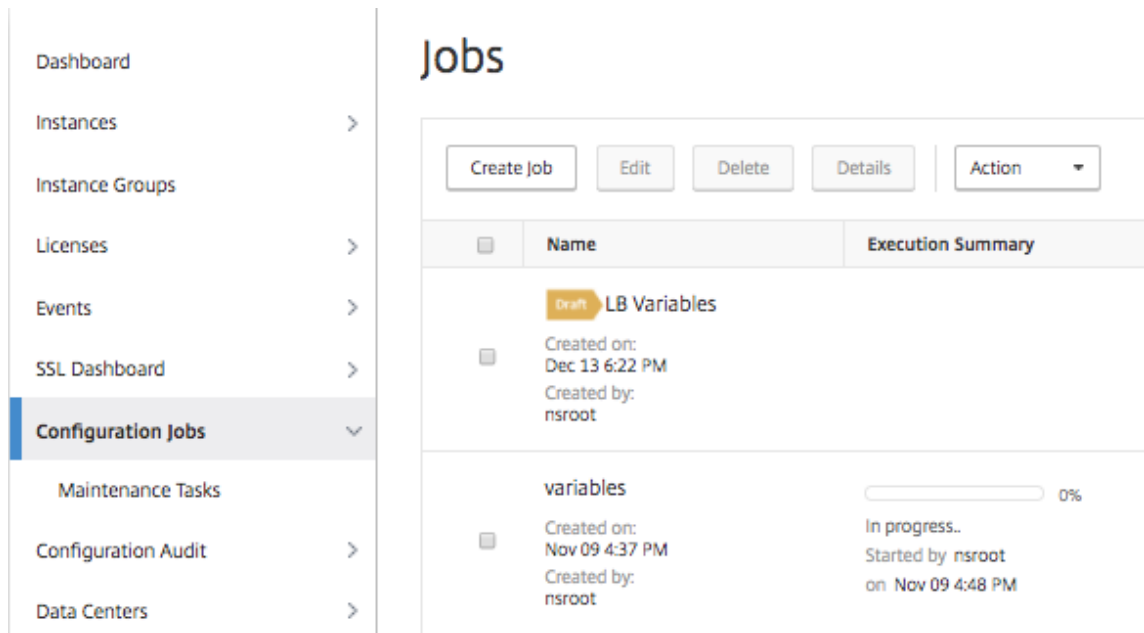 Dashboard
Instances
Instance Groups
Licenses
Events
SSL Dashboard
Configuration Jobs
Maintenance Tasks
Configuration Audit
Data Centers
Jobs
Create Job Edit Delete Details Action
Name Execution Summary
Draft LB Variables
Created on:
Dec 13 6:22 PM
Created by:
nsroot
variables
Created on:
Nov 09 4:37 PM
Created by:
nsroot
0%
In progress..
Started by nsroot
on Nov 09 4:48 PM